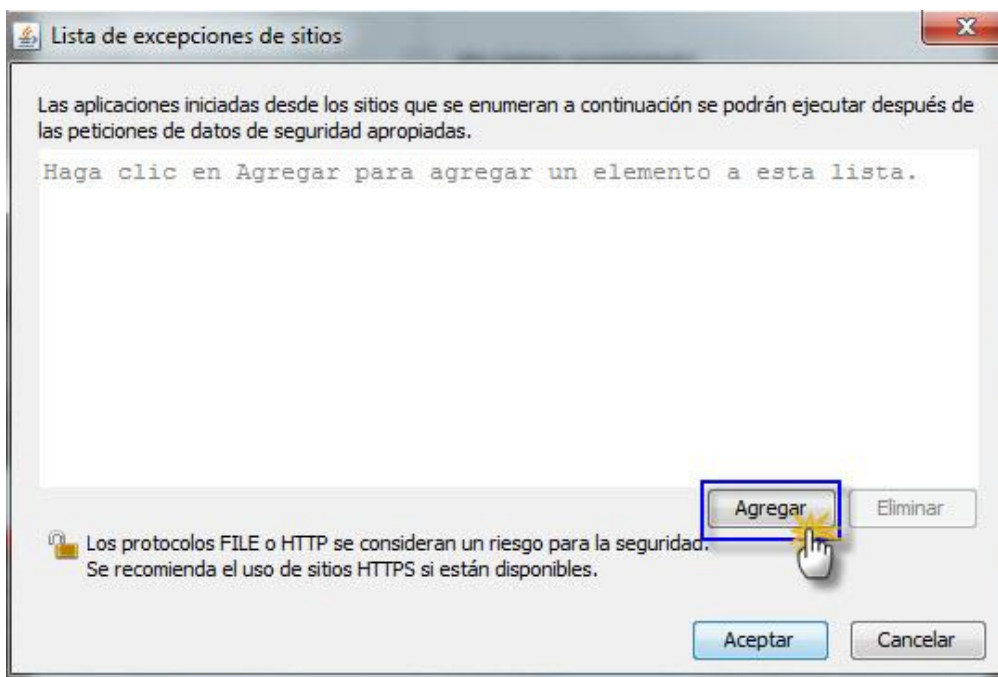 Lista de excepciones de sitios
Las aplicaciones iniciadas desde los sitios que se enumeran a continuación se podrán ejecutar después de
las peticiones de datos de seguridad apropiadas.
Haga clic en Agregar para agregar un elemento a esta lista.
Agregar
Eliminar
Los protocolos FILE o HTTP se consideran un riesgo para la seguridad.
Se recomienda el uso de sitios HTTPS si están disponibles.
Aceptar
Cancelar